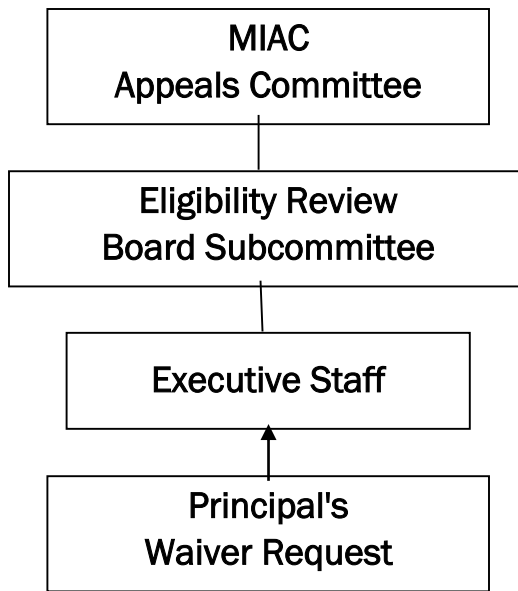 MIAC
Appeals Committee
Eligibility Review
Board Subcommittee
Executive Staff
Principal's
Waiver Request